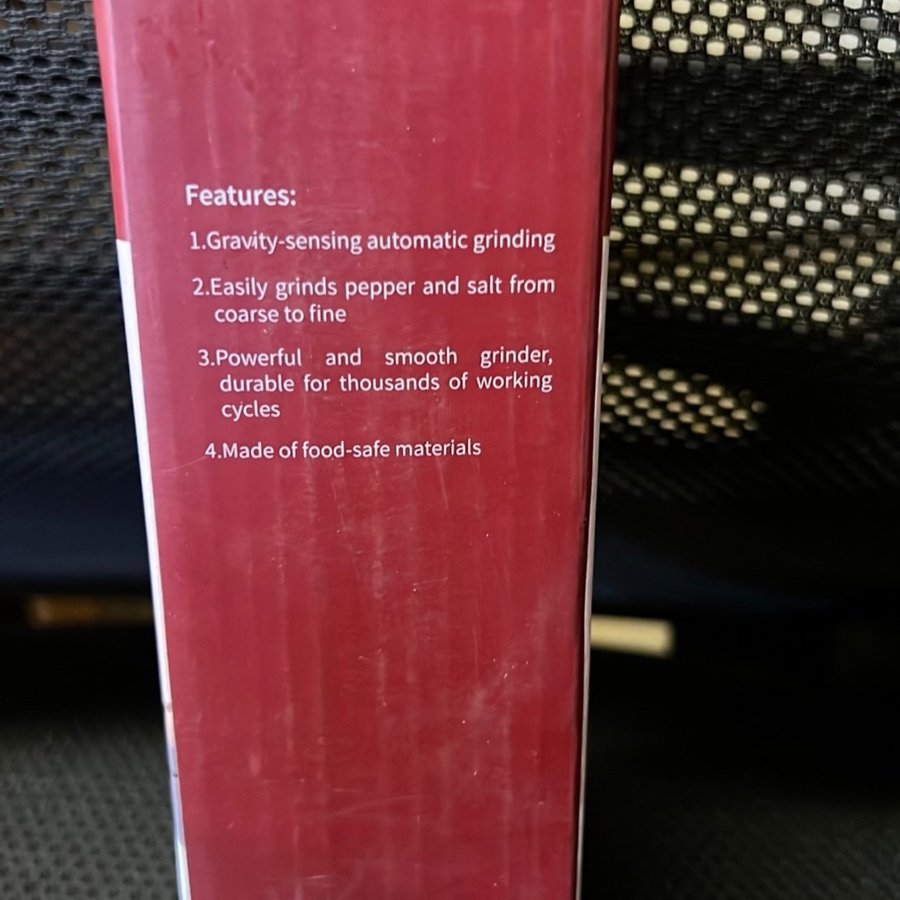 Features:
1.Gravity-sensing automatic grinding
2.Easily grinds pepper and salt from
coarse to fine
3.Powerful and smooth grinder,
durable for thousands of working
cycles
4.Made of food-safe materials